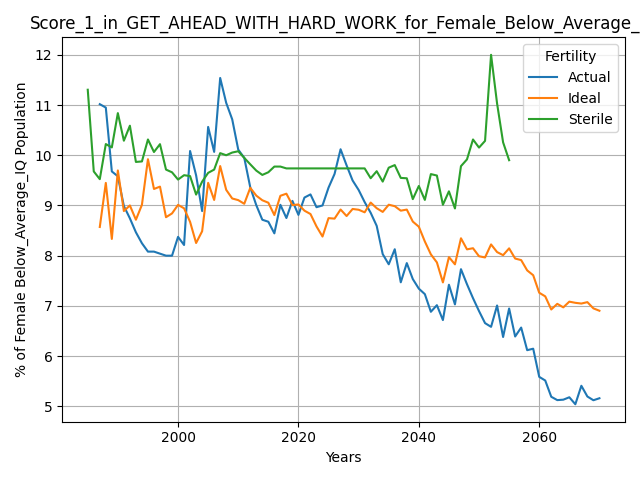 Score_1_in_GET_AHEAD_WITH_HARD_WORK_for_Female_Below_Average_
% of Female Below_Average_IQ Population
12
11
10
9
8
7
6
5
Fertility
Actual
Ideal
Sterile
2000 2020 2040 2060
Years